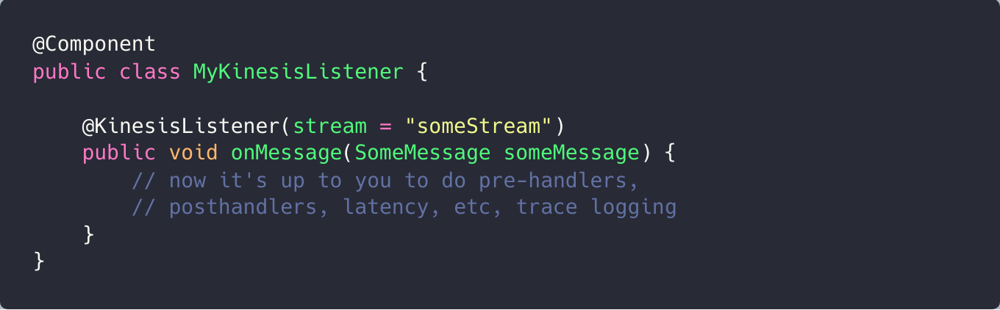 @Component
public class MyKinesisListener {
@KinesisListener(stream = "someStream")
public void onMessage(SomeMessage someMessage) {
// now it's up to you to do pre-handlers,
// posthandlers, latency, etc, trace logging
}
}